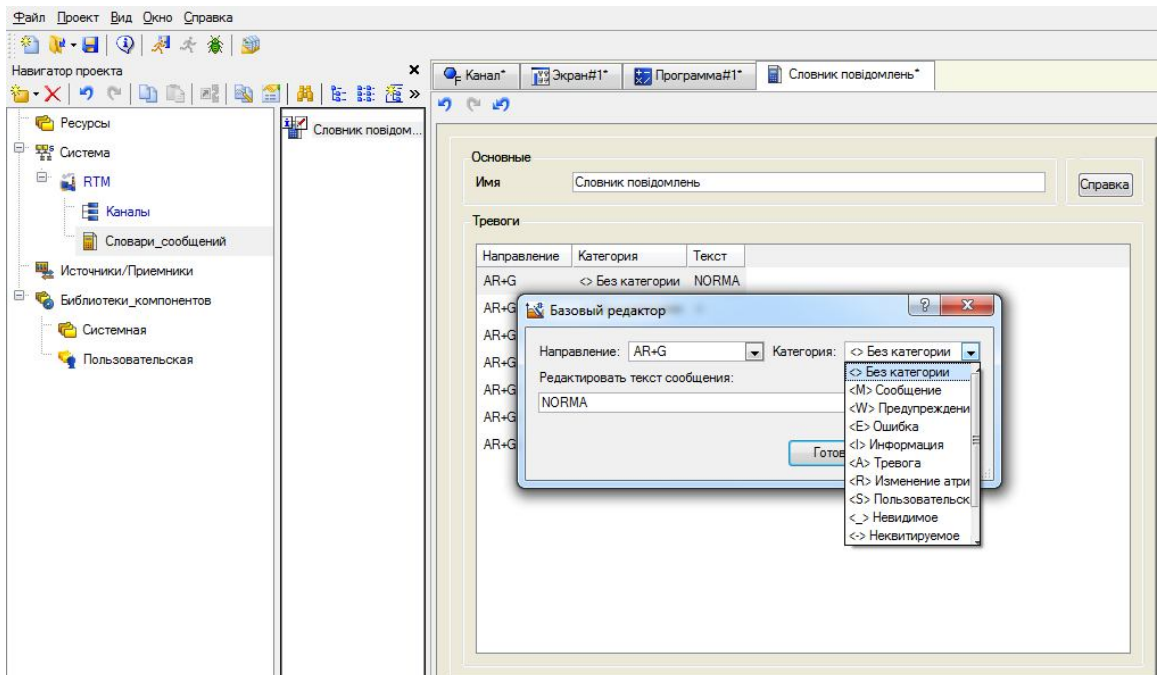 Файл Проект Вид Окно Справка
Навигатор проекта
Ресурсы
Система
RTM
Каналы
Словари_сообщений
Источники/Приемники
Библиотеки_компонентов
Системная
Пользовательская
Словник повідом...
Канал* Экран#1* Программа#1* Словник повідомлень*
Основные
Имя Словник повідомлень Справка
Тревоги
Направление Категория Текст
AR+G <> Без категории NORMA
AR+G
AR+G
AR+G
AR+G
AR+G
AR+G
Базовый редактор
Направление: AR+G Категория: <> Без категории
Редактировать текст сообщения:
NORMA
Готов
<> Без категории
<M> Сообщение
<W> Предупреждени
<E> Ошибка
<I> Информация
<A> Тревога
<R> Изменение атри
<S> Пользовательск
<_> Невидимое
<-> Неквитируемое